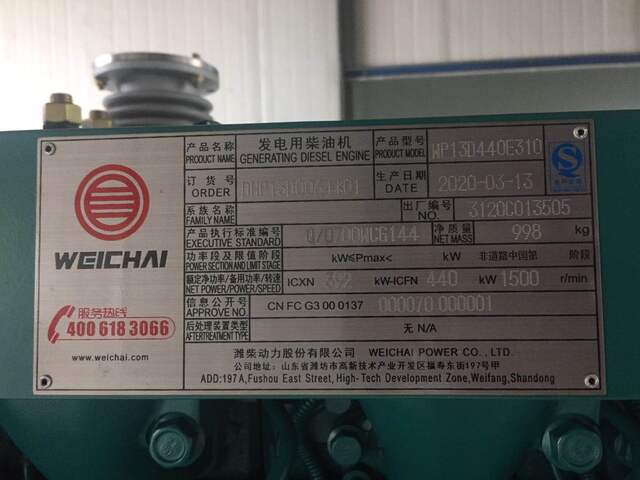 WEICHAI
服务热线
400 618 3066
www.weichai.com
产品名称 发电用柴油机 产品型号 WP13D440E310
PRODUCT NAME GENERATING DIESEL ENGINE PRODUCT MODEL
订货号 生产日期
ORDER DATE 2020-03-13
系族名称 出厂编号 3120C013505
FAMILY NAME NO.
产品执行标准编号 Q/0700WCG144 净质量 998 kg
EXECUTIVE STANDARD NET MASS
功率段及限值阶段 kW≤Pmax< kW 非道路中国第 阶段
POWER SECTION AND LIMIT STAGE
额定净功率/备用功率/转速 ICXN 392 kW-ICFN 440 kW 1500 r/min
NET POWER/POWER/SPEED
信息公开号 CN FC G3 00 0137 000070 000001
APPROVE NO.
后处理装置类型 无 N/A
AFTERTREATMENT TYPE
潍柴动力股份有限公司 WEICHAI POWER CO., LTD.
公司地址：山东省潍坊市高新技术产业开发区福寿东街197号甲
ADD:197A, Fushou East Street, High-Tech Development Zone, Weifang, Shandong